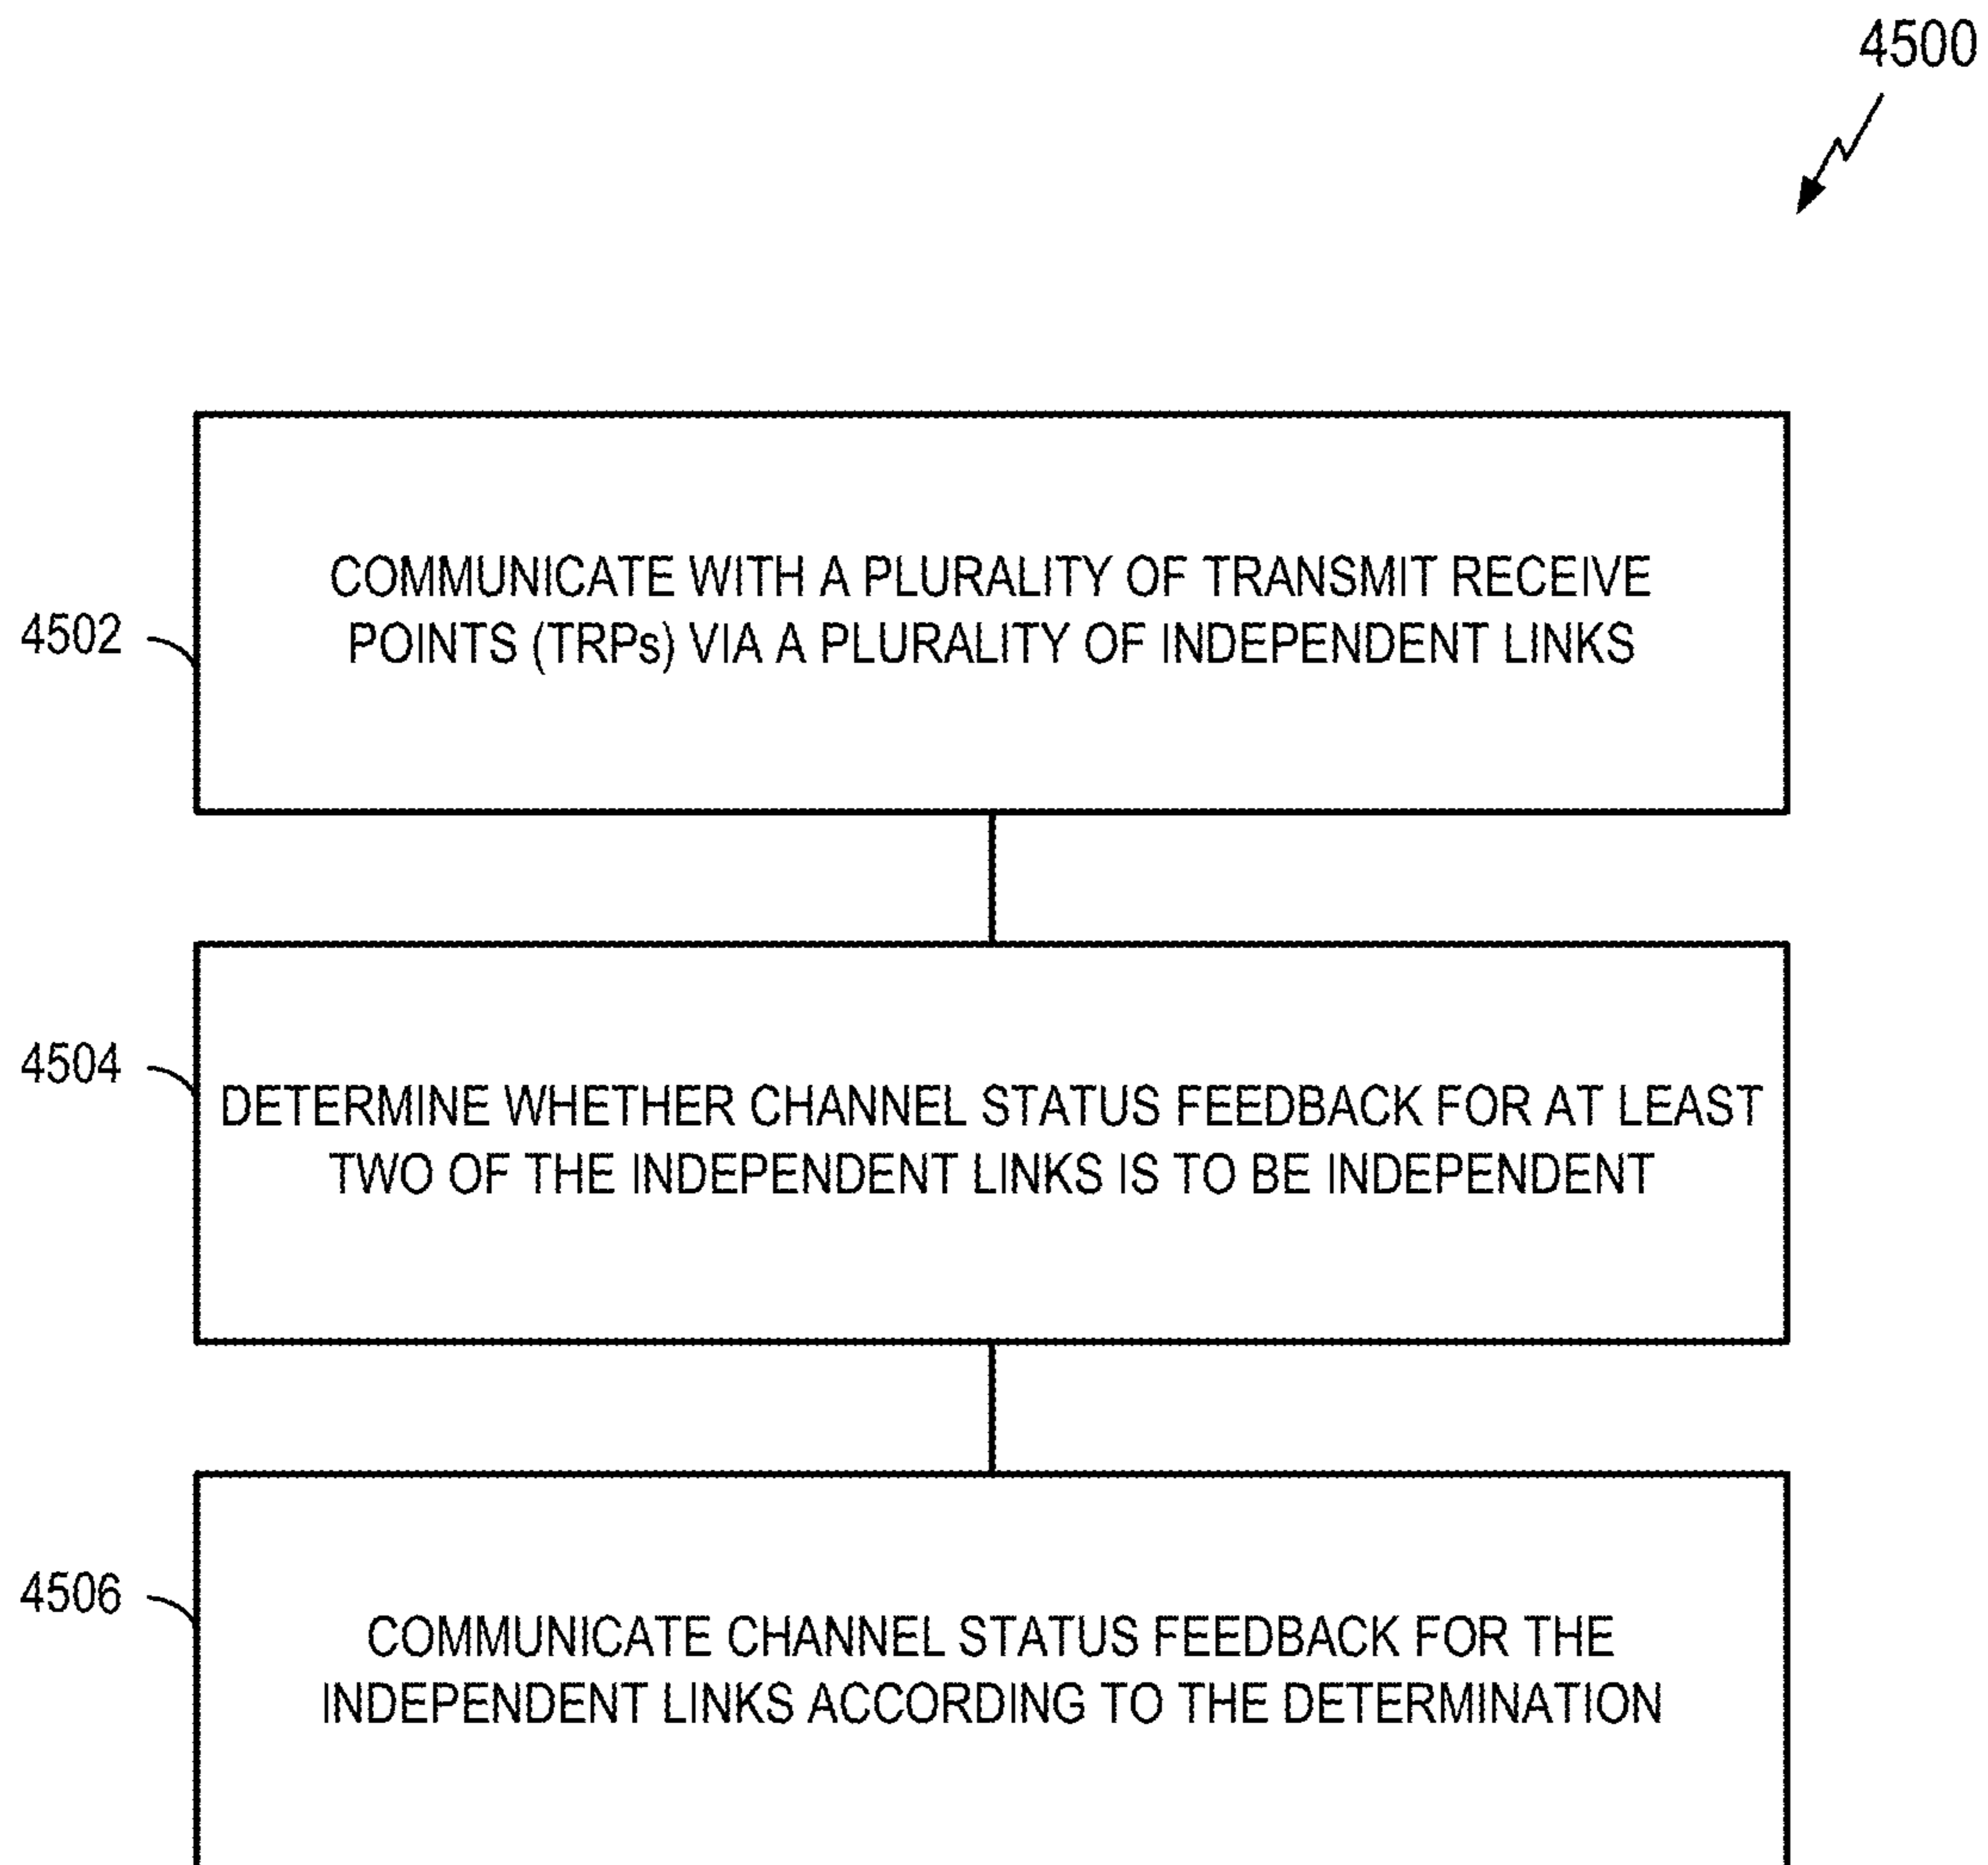 4500
COMMUNICATE WITH A PLURALITY OF TRANSMIT RECEIVE
POINTS (TRPs) VIA A PLURALITY OF INDEPENDENT LINKS
4502
4504
DETERMINE WHETHER CHANNEL STATUS FEEDBACK FOR AT LEAST
TWO OF THE INDEPENDENT LINKS IS TO BE INDEPENDENT
4506
COMMUNICATE CHANNEL STATUS FEEDBACK FOR THE
INDEPENDENT LINKS ACCORDING TO THE DETERMINATION